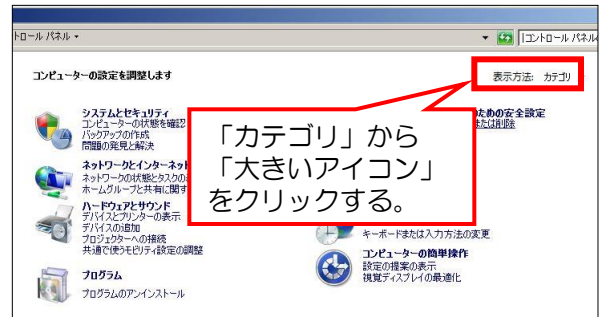 トロール パネル
コントロール パネル
コンピューターの設定を調整します
表示方法: カテゴリ
システムとセキュリティ
コンピューターの状態を確認
バックアップの作成
問題の発見と解決
ネットワークとインターネット
ネットワークの状態とタスクの
ホームグループと共有に関す
ハードウェアとサウンド
デバイスとプリンターの表示
デバイスの追加
プロジェクターへの接続
共通で使うモビリティ設定の調整
プログラム
プログラムのアンインストール
「カテゴリ」から
「大きいアイコン」
をクリックする。
ための安全設定
または削除
キーボードまたは入力方法の変更
コンピューターの簡単操作
設定の提案の表示
視覚ディスプレイの最適化